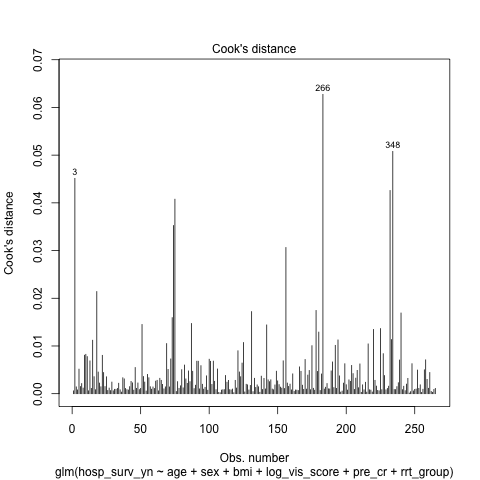 Cook's distance
0.07
0.06
0.05
0.04
0.03
0.02
0.01
0.00
Cook's distance
3
266
348
0 50 100 150 200 250
Obs. number
glm(hosp_surv_yn ~ age + sex + bmi + log_vis_score + pre_cr + rrt_group)